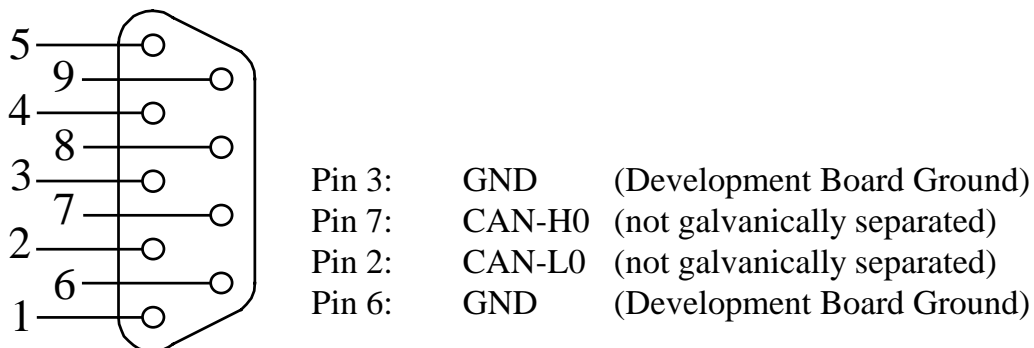 5
9
4
8
3
7
2
6
1
Pin 3: GND (Development Board Ground)
Pin 7: CAN-H0 (not galvanically separated)
Pin 2: CAN-L0 (not galvanically separated)
Pin 6: GND (Development Board Ground)